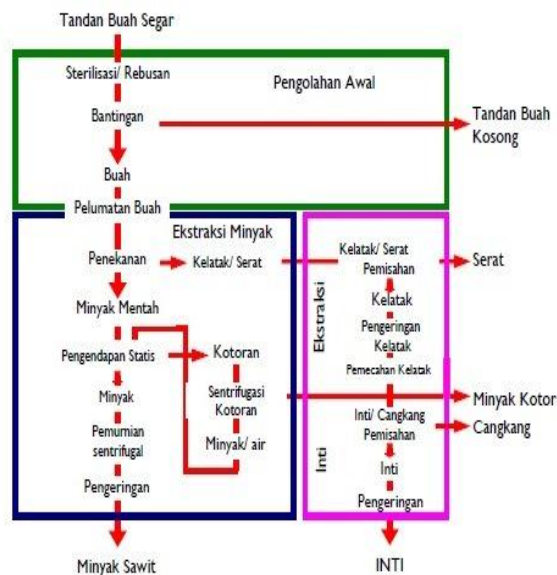 Tandan Buah Segar
Sterilisasi/ Rebusan
Pengolahan Awal
Bantingan
Tandan Buah
Kosong
Buah
Pelumatan Buah
Ekstraksi Minyak
Penekanan
Kelatak/ Serat
Kelatak/ Serat
Pemisahan
Serat
Minyak Mentah
Kelatak
Pengeringan
Kelatak
Ekstraksi
Pengendapan Statis
Kotoran
Pemecahan Kelatak
Minyak
Sentrifugasi
Kotoran
Minyak Kotor
Inti/ Cangkang
Pemisahan
Cangkang
Pemurnian
sentrifugal
Minyak/ air
Inti
Inti
Pengeringan
Pengeringan
Minyak Sawit
INTI